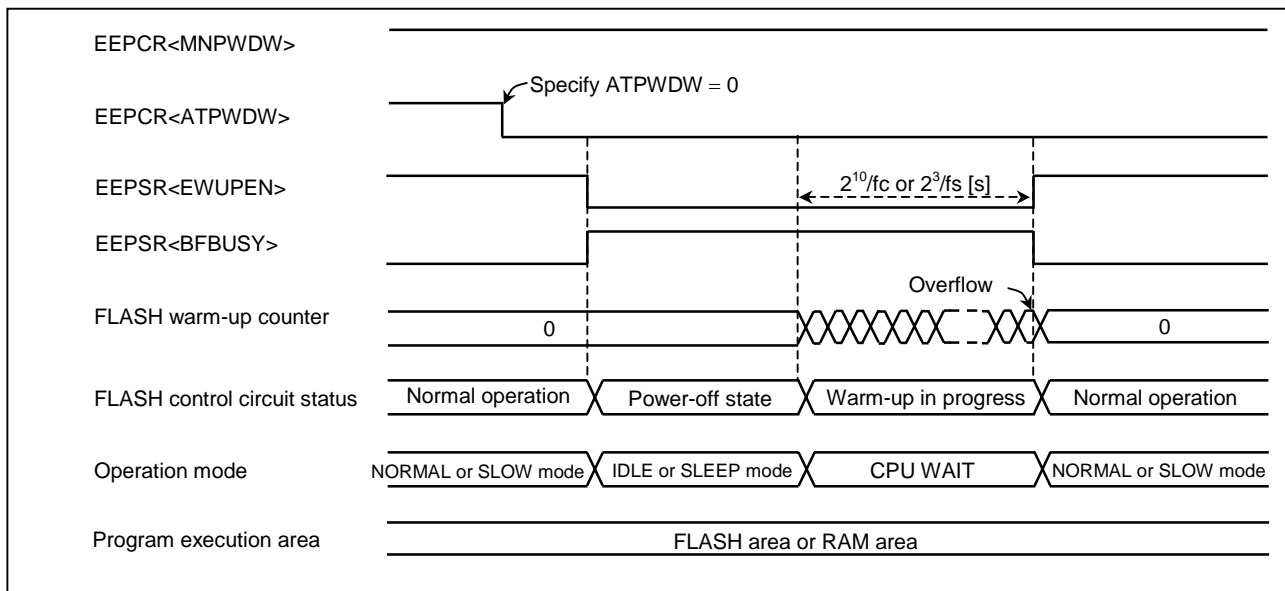 EEPCR<MNPWDW>
Specify ATPWDW = 0
EEPCR<ATPWDW>
EEPSR<EWUPEN>
2^10/fc or 2^3/fs [s]
EEPSR<BFBUSY>
Overflow
FLASH warm-up counter
0
0
FLASH control circuit status
Normal operation
Power-off state
Warm-up in progress
Normal operation
Operation mode
NORMAL or SLOW mode
IDLE or SLEEP mode
CPU WAIT
NORMAL or SLOW mode
Program execution area
FLASH area or RAM area